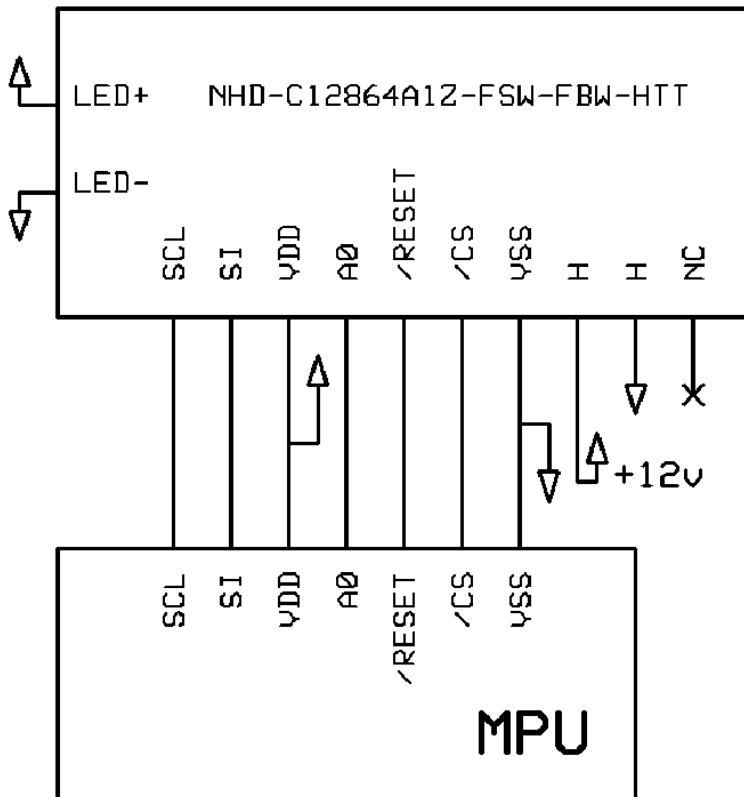 LED+ NHD-C12864A1Z-FSW-FBW-HTT
LED-
SCL SI VDD A0 /RESET /CS VSS H H NC
+12v
SCL SI VDD A0 /RESET /CS VSS
MPU